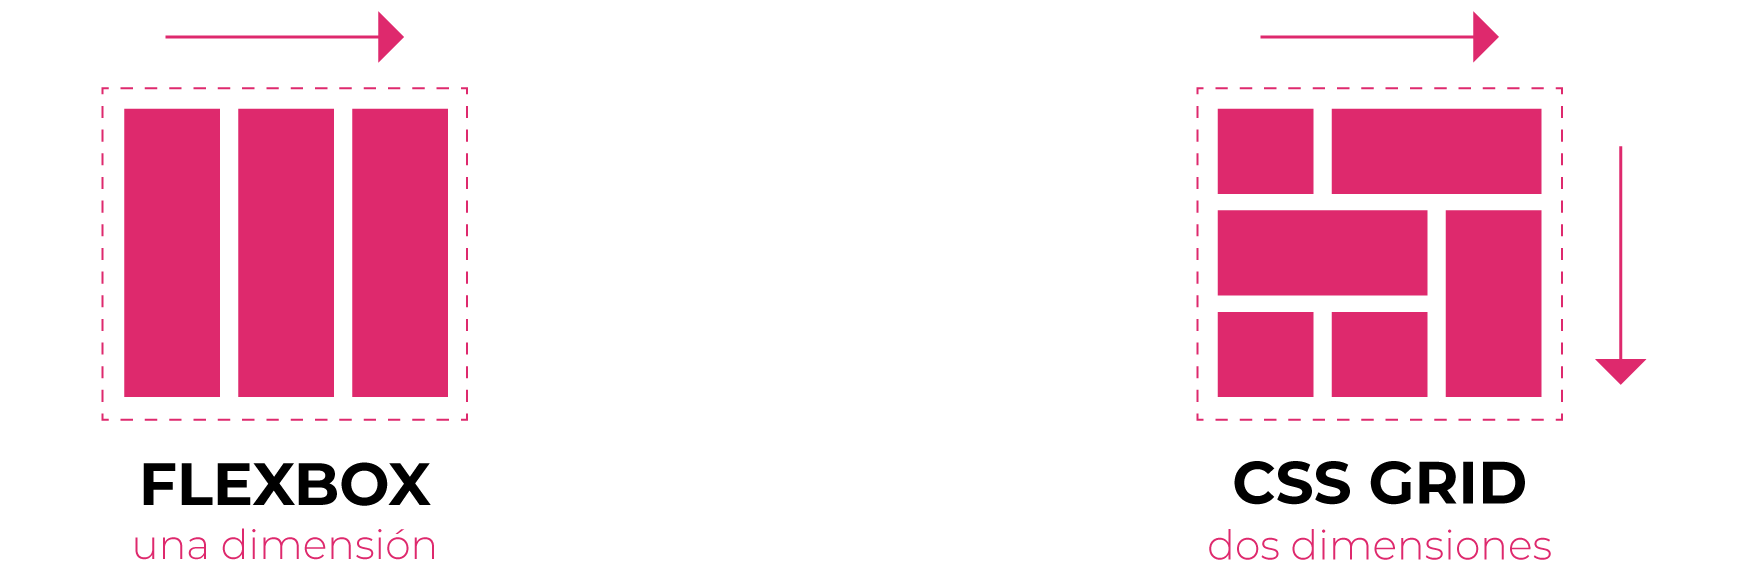 FLEXBOX
una dimensión
CSS GRID
dos dimensiones